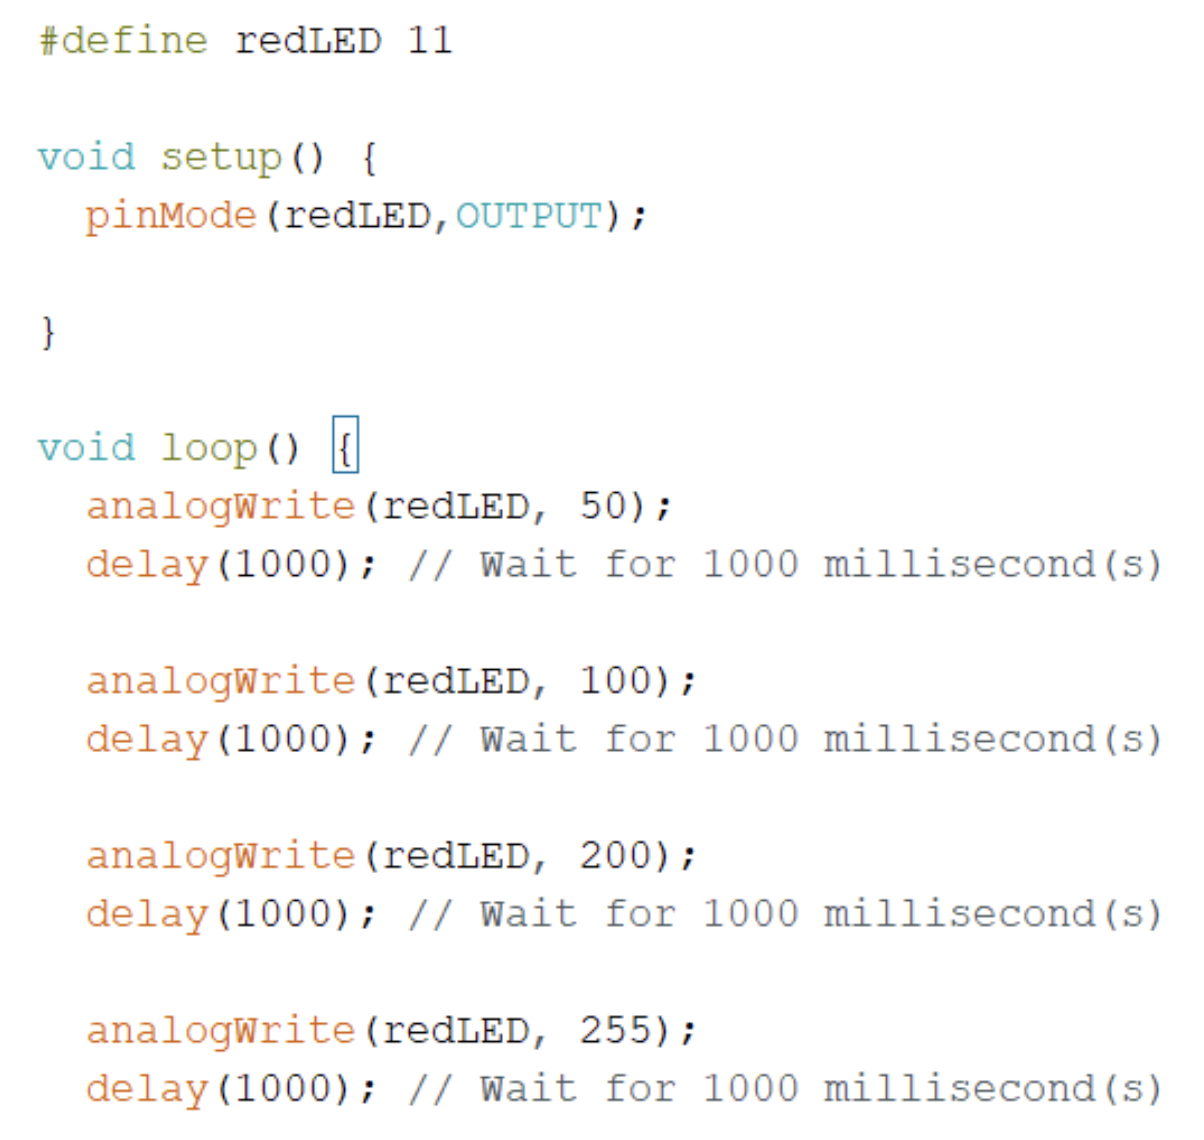 #define redLED 11
void setup() {
pinMode(redLED,OUTPUT);
}
void loop() {
analogWrite(redLED, 50);
delay(1000); // Wait for 1000 millisecond(s)
analogWrite(redLED, 100);
delay(1000); // Wait for 1000 millisecond(s)
analogWrite(redLED, 200);
delay(1000); // Wait for 1000 millisecond(s)
analogWrite(redLED, 255);
delay(1000); // Wait for 1000 millisecond(s)